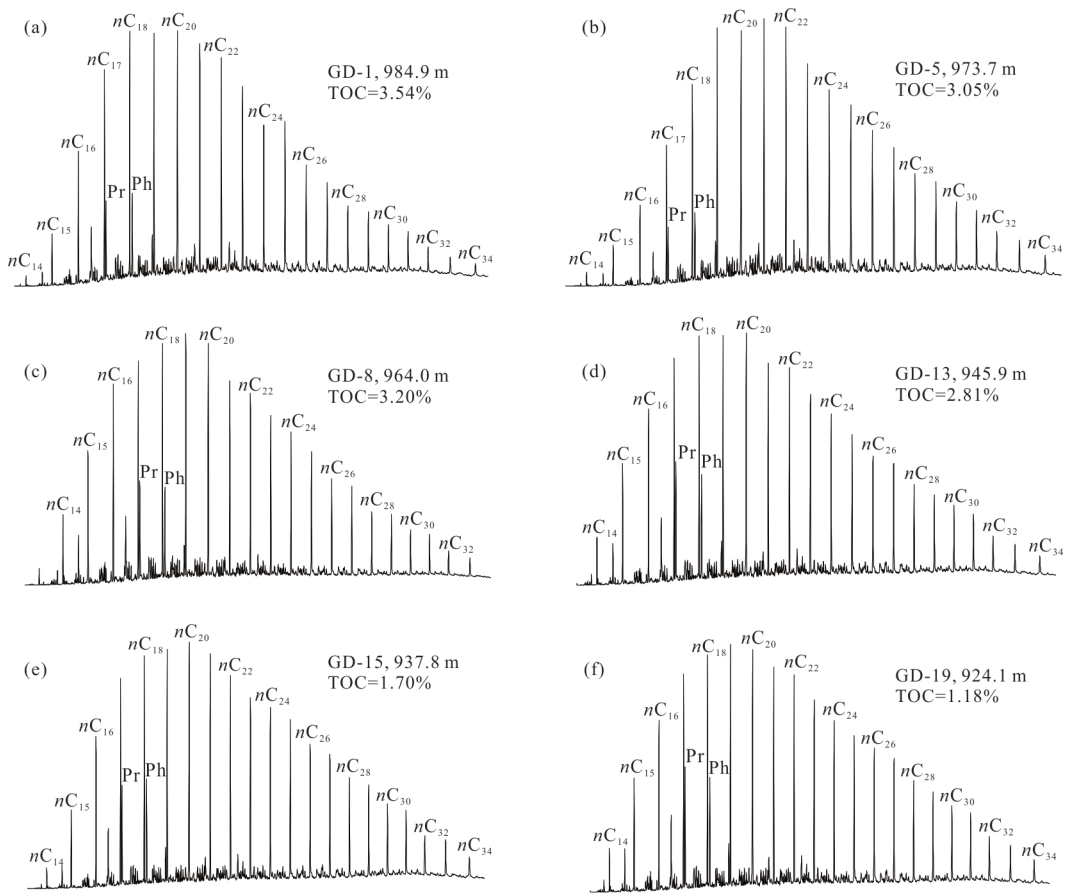 (a)
nC₁₈ nC₂₀
nC₁₇
nC₂₂
GD-1, 984.9 m
TOC=3.54%
nC₂₄
nC₁₆
nC₂₆
Pr Ph
nC₂₈
nC₃₀
nC₁₅
nC₃₂
nC₁₄
nC₃₄
(b)
nC₂₀ nC₂₂
GD-5, 973.7 m
TOC=3.05%
nC₁₈
nC₂₄
nC₂₆
nC₁₇
nC₂₈
nC₁₆
Pr Ph
nC₃₀
nC₃₂
nC₁₅
nC₁₄
nC₃₄
(c)
nC₁₈ nC₂₀
GD-8, 964.0 m
TOC=3.20%
nC₁₆
nC₂₂
nC₂₄
nC₁₅
Pr Ph
nC₂₆
nC₁₄
nC₂₈
nC₃₀
nC₃₂
(d)
nC₁₈ nC₂₀
GD-13, 945.9 m
TOC=2.81%
nC₂₂
nC₁₆
nC₂₄
nC₂₆
nC₁₅
Pr Ph
nC₂₈
nC₃₀
nC₁₄
nC₃₂
nC₃₄
(e)
nC₁₈ nC₂₀
GD-15, 937.8 m
TOC=1.70%
nC₂₂
nC₂₄
nC₁₆
nC₂₆
Pr Ph
nC₂₈
nC₁₅
nC₃₀
nC₃₂
nC₁₄
nC₃₄
(f)
nC₁₈ nC₂₀
GD-19, 924.1 m
TOC=1.18%
nC₂₂
nC₁₆
nC₂₄
nC₂₆
Pr Ph
nC₁₅
nC₂₈
nC₃₀
nC₁₄
nC₃₂
nC₃₄